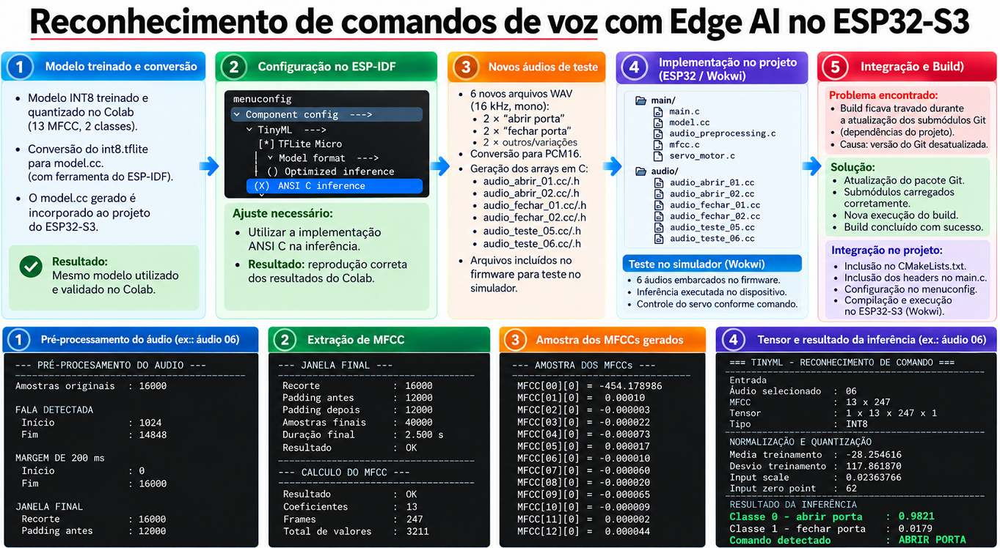 Reconhecimento de comandos de voz com Edge AI no ESP32-S3
1 Modelo treinado e conversão
• Modelo INT8 treinado e
quantizado no Colab
(13 MFCC, 2 classes).
• Conversão do int8.tflite
para model.cc.
(com ferramenta do ESP-IDF).
• O model.cc gerado é
incorporado ao projeto
do ESP32-S3.
Resultado:
Mesmo modelo utilizado
e validado no Colab.
2 Configuração no ESP-IDF
menuconfig
Component config --->
TinyML --->
[*] TFLite Micro
Model format --->
() Optimized inference
(X) ANSI C inference
Ajuste necessário:
• Utilizar a implementação
ANSI C na inferência.
• Resultado: reprodução correta
dos resultados do Colab.
3 Novos áudios de teste
• 6 novos arquivos WAV
(16 kHz, mono):
• 2 × “abrir porta”
• 2 × “fechar porta”
• 2 × outros/variações
• Conversão para PCM16.
• Geração dos arrays em C:
• audio_abrir_01.cc/.h
• audio_abrir_02.cc/.h
• audio_fechar_01.cc/.h
• audio_fechar_02.cc/.h
• audio_teste_05.cc/.h
• audio_teste_06.cc/.h
• Arquivos incluídos no
firmware para teste no
simulador.
4 Implementação no projeto
(ESP32 / Wokwi)
main/
main.c
model.cc
audio_preprocessing.c
mfcc.c
servo_motor.c
audio/
audio_abrir_01.cc
audio_abrir_02.cc
audio_fechar_01.cc
audio_fechar_02.cc
audio_teste_05.cc
audio_teste_06.cc
Teste no simulador (Wokwi)
• 6 áudios embarcados no firmware.
• Inferência executada no dispositivo.
• Controle do servo conforme comando.
5 Integração e Build)
Problema encontrado:
• Build ficava travado durante
a atualização dos submódulos Git
• (dependências do projeto).
• Causa: versão do Git desatualizada.
Solução:
• Atualização do pacote Git.
• Submódulos carregados
corretamente.
• Nova execução do build.
• Build concluído com sucesso.
Integração ne projeto:
• Inclusão no CMakeLists.txt.
• Inclusão dos headers no main.c.
• Configuração no menuconfig.
• Compilação e execução
no ESP32-S3 (Wokwi).
1 Pré-processamento do áudio (ex:: áudio 06)
--- PRÉ-PROCESAMENTO DO AUDIO ---
Amostras originais : 16000
FALA DETECTADA
Início : 1024
Fim : 14848
MARGEM DE 200 ms
Início : 0
Fim : 16000
JANELA FINAL
Recorte : 16000
Padding antes : 12000
2 Extração de MFCC
--- JANELA FINAL ---
Recorte : 16000
Padding antes : 12000
Padding depois : 12000
Amostras finais : 40000
Duração final : 2.500 s
Resultado : OK
--- CALCULO DO MFCC ---
Resultado : OK
Coeficientes : 13
Frames : 247
Total de valores : 3211
3 Amostra dos MFCCs gerados
--- AMOSTRA DOS MFCCs ---
MFCC[00][0] = -454.178986
MFCC[01][0] = 0.00010
MFCC[02][0] = -0.000003
MFCC[03][0] = -0.000022
MFCC[04][0] = -0.000073
MFCC[05][0] = 0.000017
MFCC[06][0] = -0.000010
MFCC[07][0] = -0.000060
MFCC[08][0] = -0.000020
MFCC[09][0] = -0.000065
MFCC[10][0] = -0.000009
MFCC[11][0] = 0.000002
MFCC[12][0] = 0.000044
4 Tensor e resultado da inferência (ex.: áudio 06)
=== TINYML - RECONHECIMENTO DE COMANDO ===
Entrada
Áudio selecionado : 06
MFCC : 13 x 247
Tensor : 1 x 13 x 247 x 1
Tipo : INT8
NORMALIZAÇÃO E QUANTIZAÇÃO
Media treinamento : -28.254616
Desvio treinamento : 117.861870
Input scale : 0.02363766
Input zero point : 62
RESULTADO DA INFERÊNCIA
Classe 0 - abrir porta : 0.9821
Classe 1 - fechar porta : 0.0179
Comando detectado : ABRIR PORTA